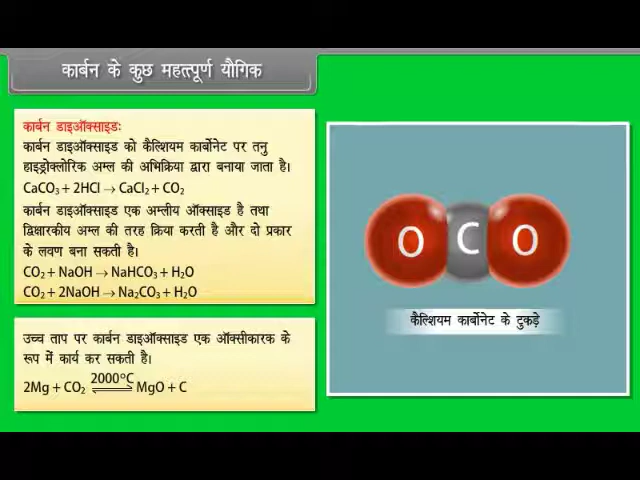 कार्बन के कुछ महत्त्पूर्ण यौगिक
कार्बन डाइऑक्साइडः
कार्बन डाइऑक्साइड को कैल्शियम कार्बोनेट पर तनु
हाइड्रोक्लोरिक अम्ल की अभिक्रिया द्वारा बनाया जाता है।
CaCO₃ + 2HCl → CaCl₂ + CO₂
कार्बन डाइऑक्साइड एक अम्लीय ऑक्साइड है तथा
द्विक्षारकीय अम्ल की तरह क्रिया करती है और दो प्रकार
के लवण बना सकती है।
CO₂ + NaOH → NaHCO₃ + H₂O
CO₂ + 2NaOH → Na₂CO₃ + H₂O
उच्च ताप पर कार्बन डाइऑक्साइड एक ऑक्सीकारक के
रूप में कार्य कर सकती है।
2Mg + CO₂ 2000°C ⇌ MgO + C
O C O
कैल्शियम कार्बोनेट के टुकड़े